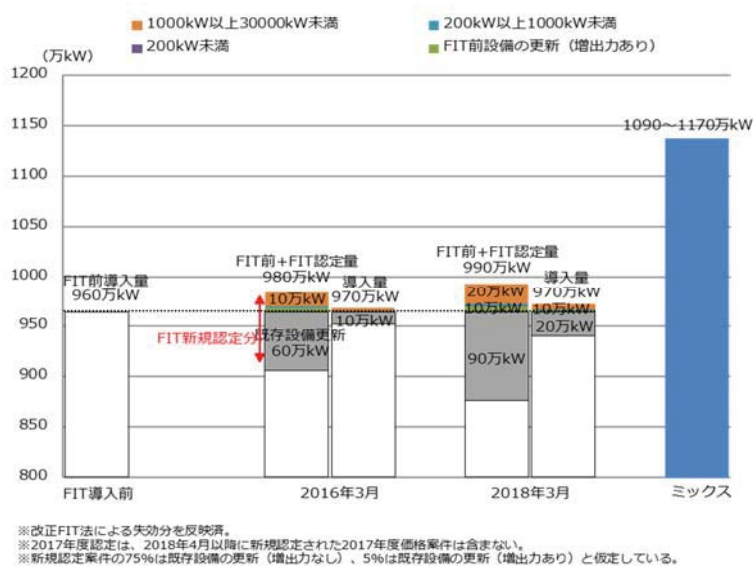 1000kW以上30000kW未満
200kW以上1000kW未満
200kW未満
FIT前設備の更新（増出力あり）
（万kW）
1200
1150
1100
1050
1000
950
900
850
800
1090～1170万kW
FIT前導入量
960万kW
FIT前+FIT認定量
980万kW
10万kW
導入量
970万kW
10万kW
FIT新規認定分
既存設備更新
60万kW
FIT前+FIT認定量
990万kW
20万kW
10万kW
90万kW
導入量
970万kW
10万kW
20万kW
FIT導入前
2016年3月
2018年3月
ミックス
※改正FIT法による失効分を反映済。
※2017年度認定は、2018年4月以降に新規認定された2017年度価格案件は含まない。
※新規認定案件の75%は既存設備の更新（増出力なし）、5%は既存設備の更新（増出力あり）と仮定している。